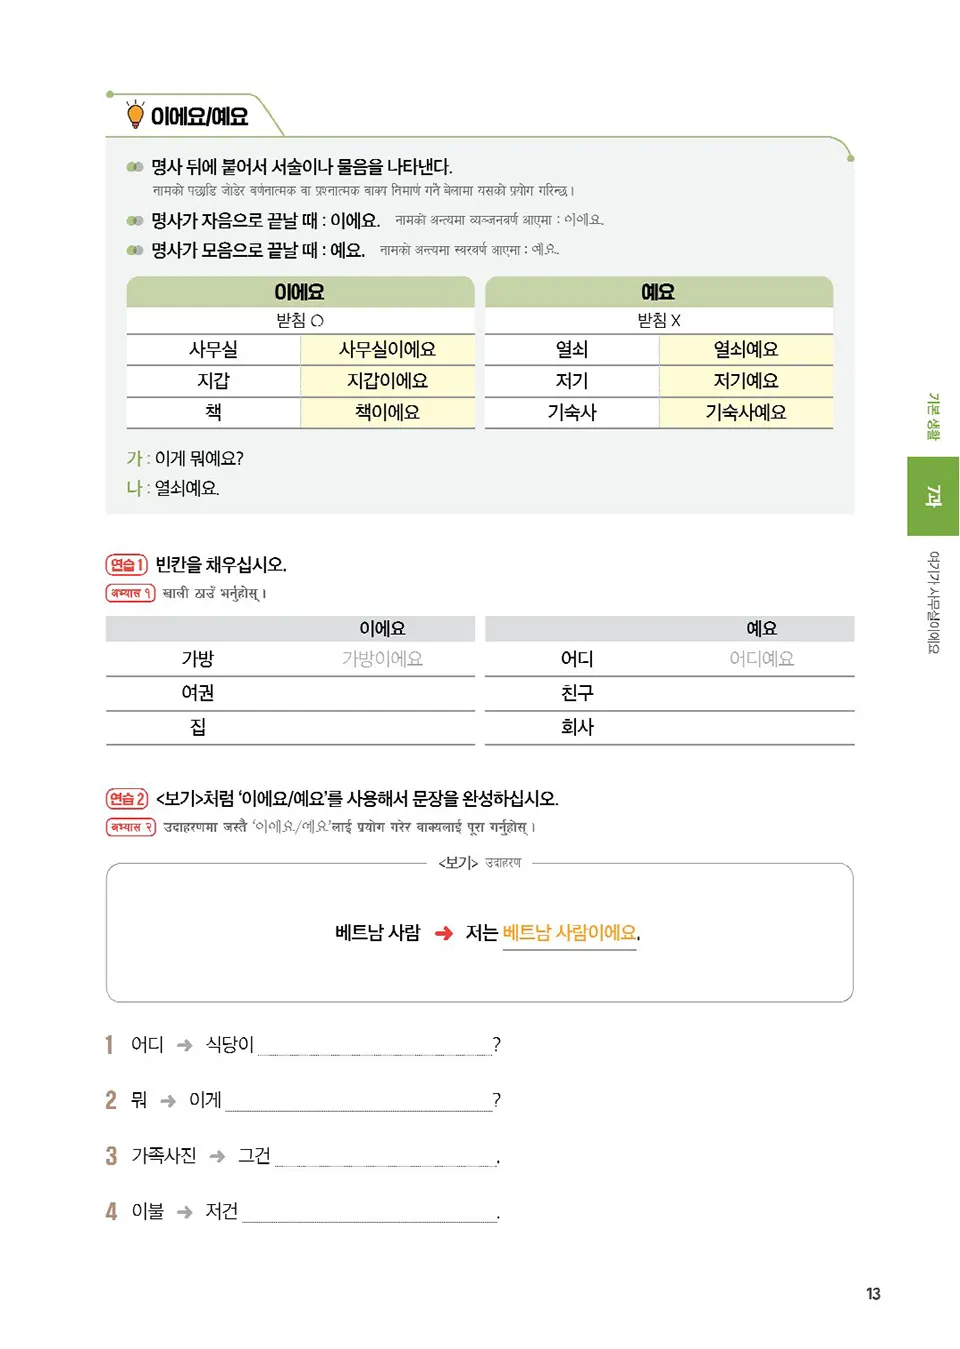 이에요/예요
명사 뒤에 붙어서 서술이나 물음을 나타낸다.
नामको पछाडि जोडेर वर्णनात्मक वा प्रश्नात्मक वाक्य निमार्ण गर्ने बेलामा यसको प्रयोग गरिन्छ।
명사가 자음으로 끝날 때 : 이에요. नामको अन्त्यमा व्यञ्जनवर्ण आएमा : 이에요.
명사가 모음으로 끝날 때 : 예요. नामको अन्त्यमा स्वरवर्ण आएमा : 예요.
이에요 예요
받침 O 받침 X
사무실 사무실이에요 열쇠 열쇠예요
지갑 지갑이에요 저기 저기예요
책 책이에요 기숙사 기숙사예요
가 : 이게 뭐예요?
나 : 열쇠예요.
연습 1 빈칸을 채우십시오.
अभ्यास १ खाली ठाउँ भर्नुहोस्।
이에요 예요
가방 가방이에요 어디 어디예요
여권 친구
집 회사
연습 2 <보기>처럼 '이에요/예요'를 사용해서 문장을 완성하십시오.
अभ्यास २ उदाहरणमा जस्तै '이에요/예요'लाई प्रयोग गरेर वाक्यलाई पूरा गर्नुहोस्।
<보기> उदाहरण
베트남 사람 ➜ 저는 베트남 사람이에요.
1 어디 ➜ 식당이 ?
2 뭐 ➜ 이게 ?
3 가족사진 ➜ 그건 .
4 이불 ➜ 저건 .
기본 생활
7과
여기가 사무실이에요
13